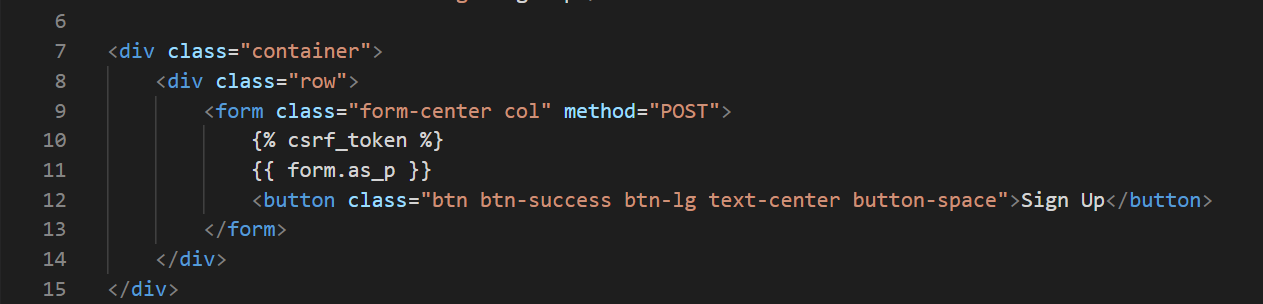 6
7 <div class="container">
8 <div class="row">
9 <form class="form-center col" method="POST">
10 {% csrf_token %}
11 {{ form.as_p }}
12 <button class="btn btn-success btn-lg text-center button-space">Sign Up</button>
13 </form>
14 </div>
15 </div>